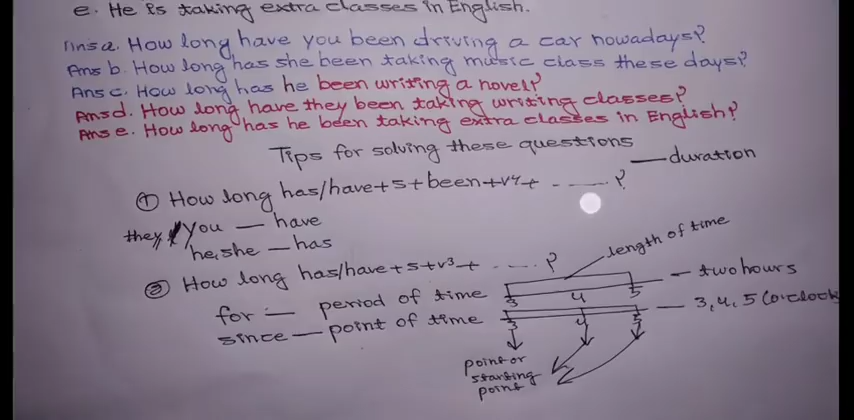 e. He is taking extra classes in English.
Ans a. How long have you been driving a car nowadays?
Ans b. How long has she been taking music class these days?
Ans c. How long has he been writing a novel?
Ans d. How long have they been taking writing classes?
Ans e. How long has he been taking extra classes in English?
Tips for solving these questions
① How long has/have+s+been+v4+ ------ ? — duration
they/You — have
he, she — has
② How long has/have+s+v3+ ------ ?
length of time
for :— period of time 3 4 5 — two hours
since — point of time 3 4 5 — 3, 4, 5 (o'clock
point or
starting
point